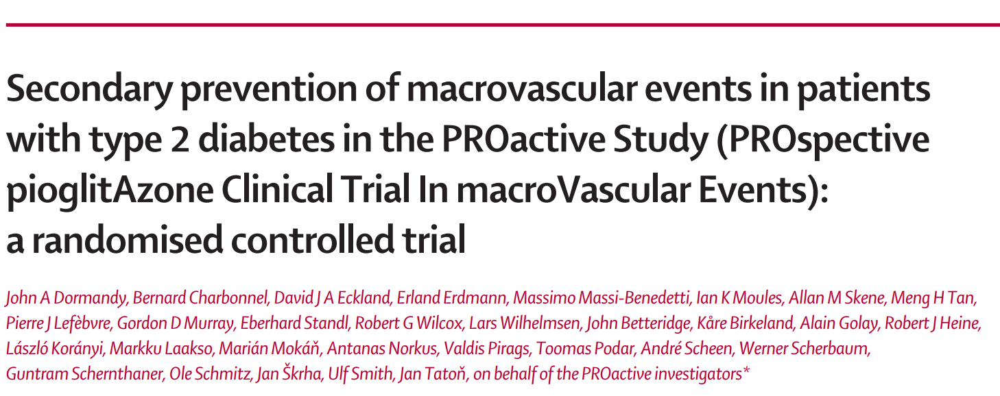 Secondary prevention of macrovascular events in patients
with type 2 diabetes in the PROactive Study (PROspective
pioglitAzone Clinical Trial In macroVascular Events):
a randomised controlled trial
John A Dormandy, Bernard Charbonnel, David J A Eckland, Erland Erdmann, Massimo Massi-Benedetti, Ian K Moules, Allan M Skene, Meng H Tan,
Pierre J Lefèbvre, Gordon D Murray, Eberhard Standl, Robert G Wilcox, Lars Wilhelmsen, John Betteridge, Kåre Birkeland, Alain Golay, Robert J Heine,
László Korányi, Markku Laakso, Marián Mokáň, Antanas Norkus, Valdis Pirags, Toomas Podar, André Scheen, Werner Scherbaum,
Guntram Schernthaner, Ole Schmitz, Jan Škrha, Ulf Smith, Jan Tatoň, on behalf of the PROactive investigators*